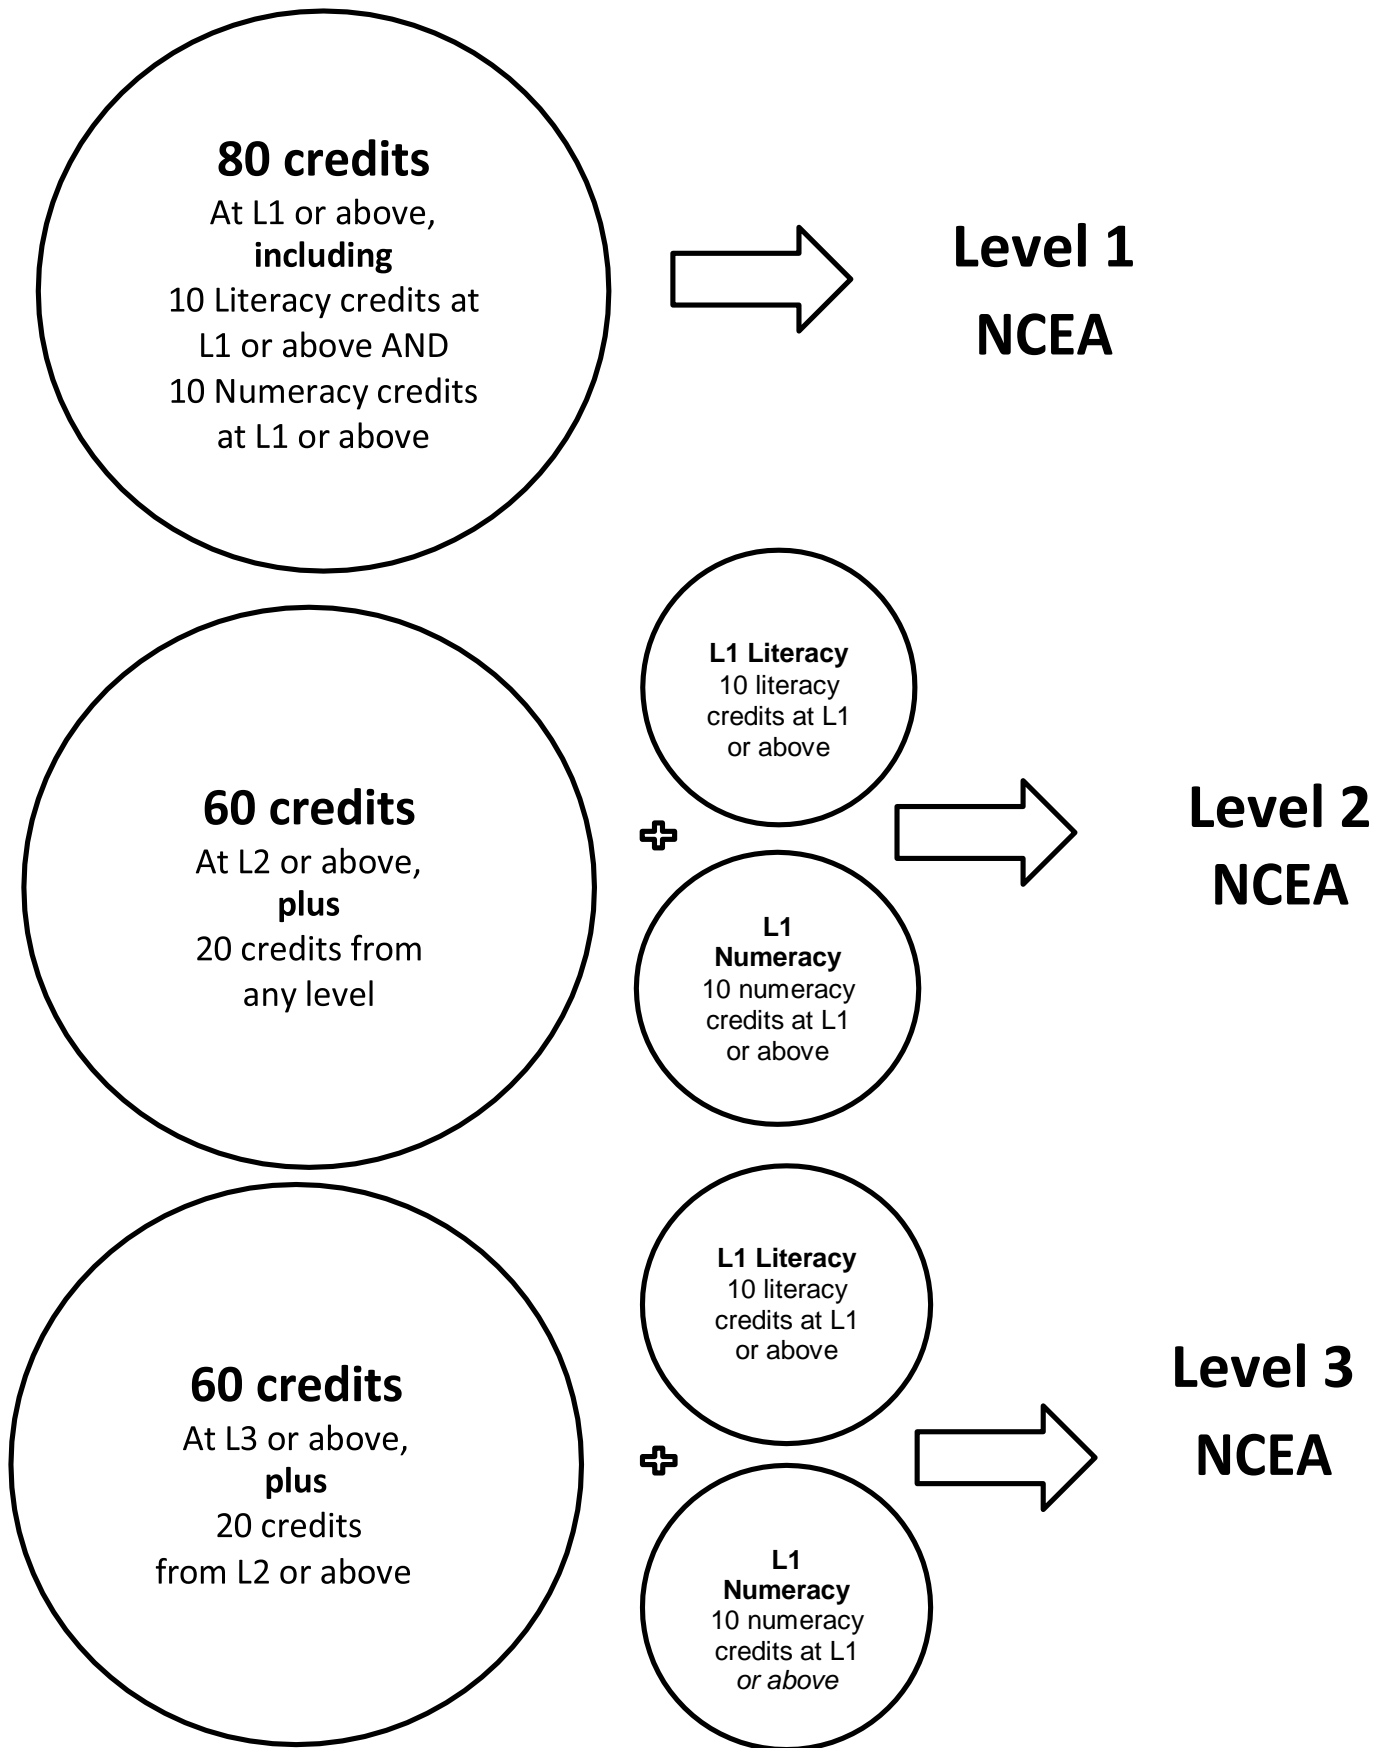 80 credits
At L1 or above,
including
10 Literacy credits at
L1 or above AND
10 Numeracy credits
at L1 or above
Level 1
NCEA
60 credits
At L2 or above,
plus
20 credits from
any level
L1 Literacy
10 literacy
credits at L1
or above
L1
Numeracy
10 numeracy
credits at L1
or above
Level 2
NCEA
60 credits
At L3 or above,
plus
20 credits
from L2 or above
L1 Literacy
10 literacy
credits at L1
or above
L1
Numeracy
10 numeracy
credits at L1
or above
Level 3
NCEA